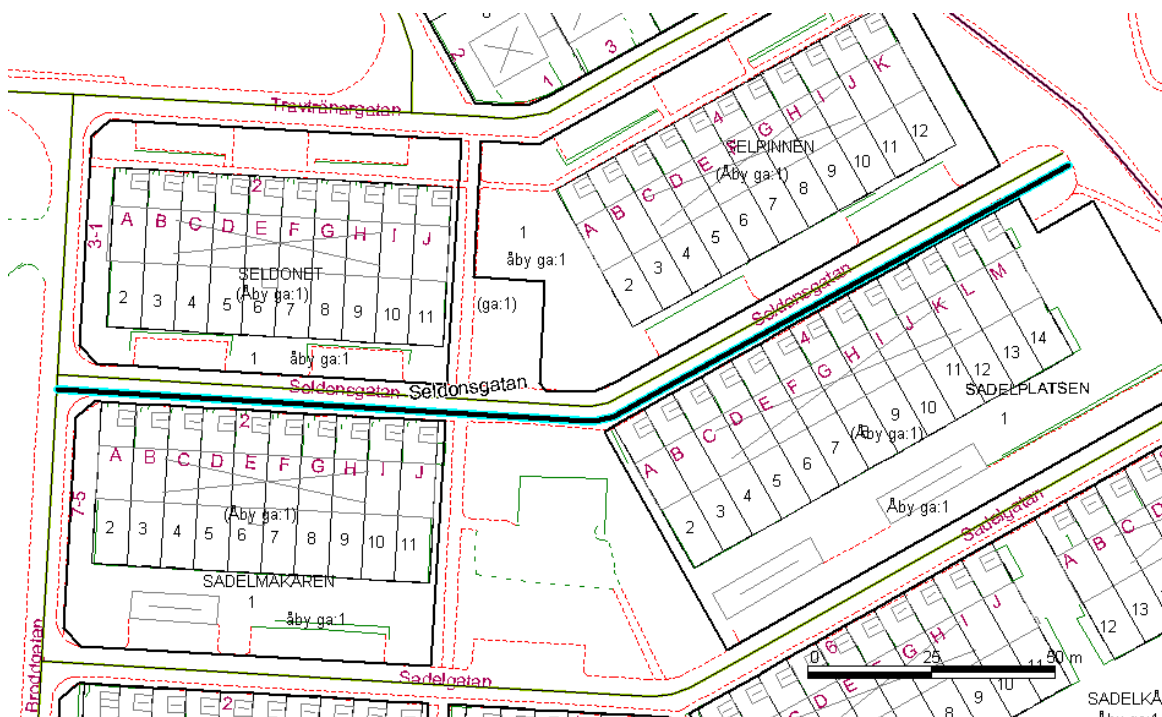 2
1
3
Travtränargatan
K
J
I
H
G
F
E
D
C
B
A
4
SELPINNEN
(Åby ga:1)
2
3
4
5
6
7
8
9
10
11
12
3-1
2
A
B
C
D
E
F
G
H
I
J
SELDONET
(Åby ga:1)
2
3
4
5
6
7
8
9
10
11
1
åby ga:1
1
åby ga:1
(ga:1)
Seldonsgatan
Seldonsgatan
Seldonsgatan
7-5
2
A
B
C
D
E
F
G
H
I
J
(Åby ga:1)
2
3
4
5
6
7
8
9
10
11
SADELMAKAREN
1
åby ga:1
4
A
B
C
D
E
F
G
H
I
J
K
L
M
2
3
4
5
6
7
8
9
10
11
12
13
14
(Åby ga:1)
SADELPLATSEN
1
Åby ga:1
Sadelgatan
Sadelgatan
Broddgatan
2
6
C
D
E
F
G
H
I
J
8
9
10
11
A
B
C
D
12
13
0
25
50 m
SADELKÅ